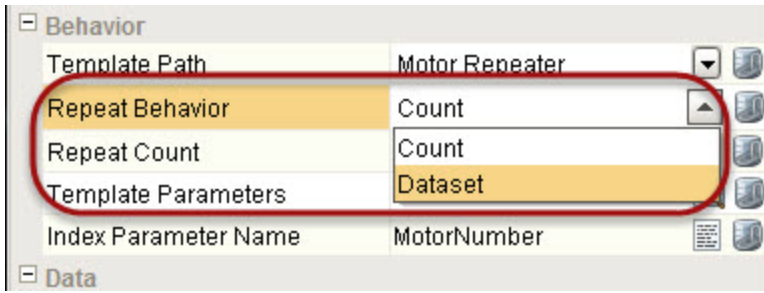 Behavior
Template Path Motor Repeater
Repeat Behavior Count
Repeat Count Count
Template Parameters Dataset
Index Parameter Name MotorNumber
Data